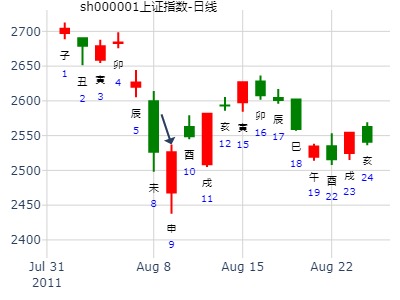 sh000001上证指数-日线
2700
2650
2600
2550
2500
2450
2400
子
1
丑
2
寅
3
卯
4
辰
5
未
8
申
9
酉
10
戌
11
亥
12
寅
15
卯
16
辰
17
巳
18
午
19
酉
22
戌
23
亥
24
Jul 31
2011
Aug 8
Aug 15
Aug 22